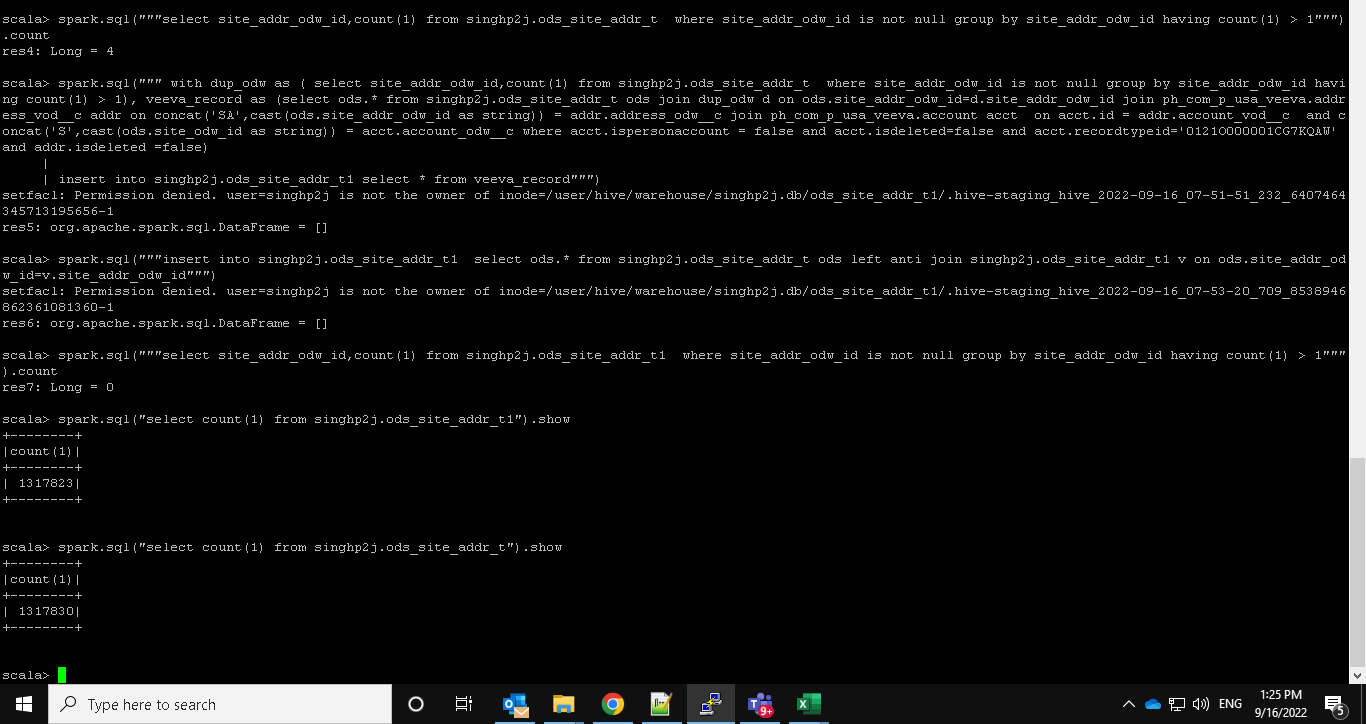 scala> spark.sql("""select site_addr_odw_id,count(1) from singhp2j.ods_site_addr_t  where site_addr_odw_id is not null group by site_addr_odw_id having count(1) > 1""")
.count
res4: Long = 4
scala> spark.sql(""" with dup_odw as ( select site_addr_odw_id,count(1) from singhp2j.ods_site_addr_t  where site_addr_odw_id is not null group by site_addr_odw_id havi
ng count(1) > 1), veeva_record as (select ods.* from singhp2j.ods_site_addr_t ods join dup_odw d on ods.site_addr_odw_id=d.site_addr_odw_id join ph_com_p_usa_veeva.addr
ess_vod__c addr on concat('SA',cast(ods.site_addr_odw_id as string)) = addr.address_odw__c join ph_com_p_usa_veeva.account acct  on acct.id = addr.account_vod__c  and c
oncat('S',cast(ods.site_odw_id as string)) = acct.account_odw__c where acct.ispersonaccount = false and acct.isdeleted=false and acct.recordtypeid='01210000001CG7KQAW'
and addr.isdeleted =false)
|
| insert into singhp2j.ods_site_addr_t1 select * from veeva_record""")
setfacl: Permission denied. user=singhp2j is not the owner of inode=/user/hive/warehouse/singhp2j.db/ods_site_addr_t1/.hive-staging_hive_2022-09-16_07-51-51_232_6407464
345713195656-1
res5: org.apache.spark.sql.DataFrame = []
scala> spark.sql("""insert into singhp2j.ods_site_addr_t1  select ods.* from singhp2j.ods_site_addr_t ods left anti join singhp2j.ods_site_addr_t1 v on ods.site_addr_od
w_id=v.site_addr_odw_id""")
setfacl: Permission denied. user=singhp2j is not the owner of inode=/user/hive/warehouse/singhp2j.db/ods_site_addr_t1/.hive-staging_hive_2022-09-16_07-53-20_709_8538946
862361081360-1
res6: org.apache.spark.sql.DataFrame = []
scala> spark.sql("""select site_addr_odw_id,count(1) from singhp2j.ods_site_addr_t1  where site_addr_odw_id is not null group by site_addr_odw_id having count(1) > 1"""
).count
res7: Long = 0
scala> spark.sql("select count(1) from singhp2j.ods_site_addr_t1").show
+--------+
|count(1)|
+--------+
| 1317823|
+--------+
scala> spark.sql("select count(1) from singhp2j.ods_site_addr_t").show
+--------+
|count(1)|
+--------+
| 1317830|
+--------+
scala>
Type here to search
9+
ENG
1:25 PM
9/16/2022
5